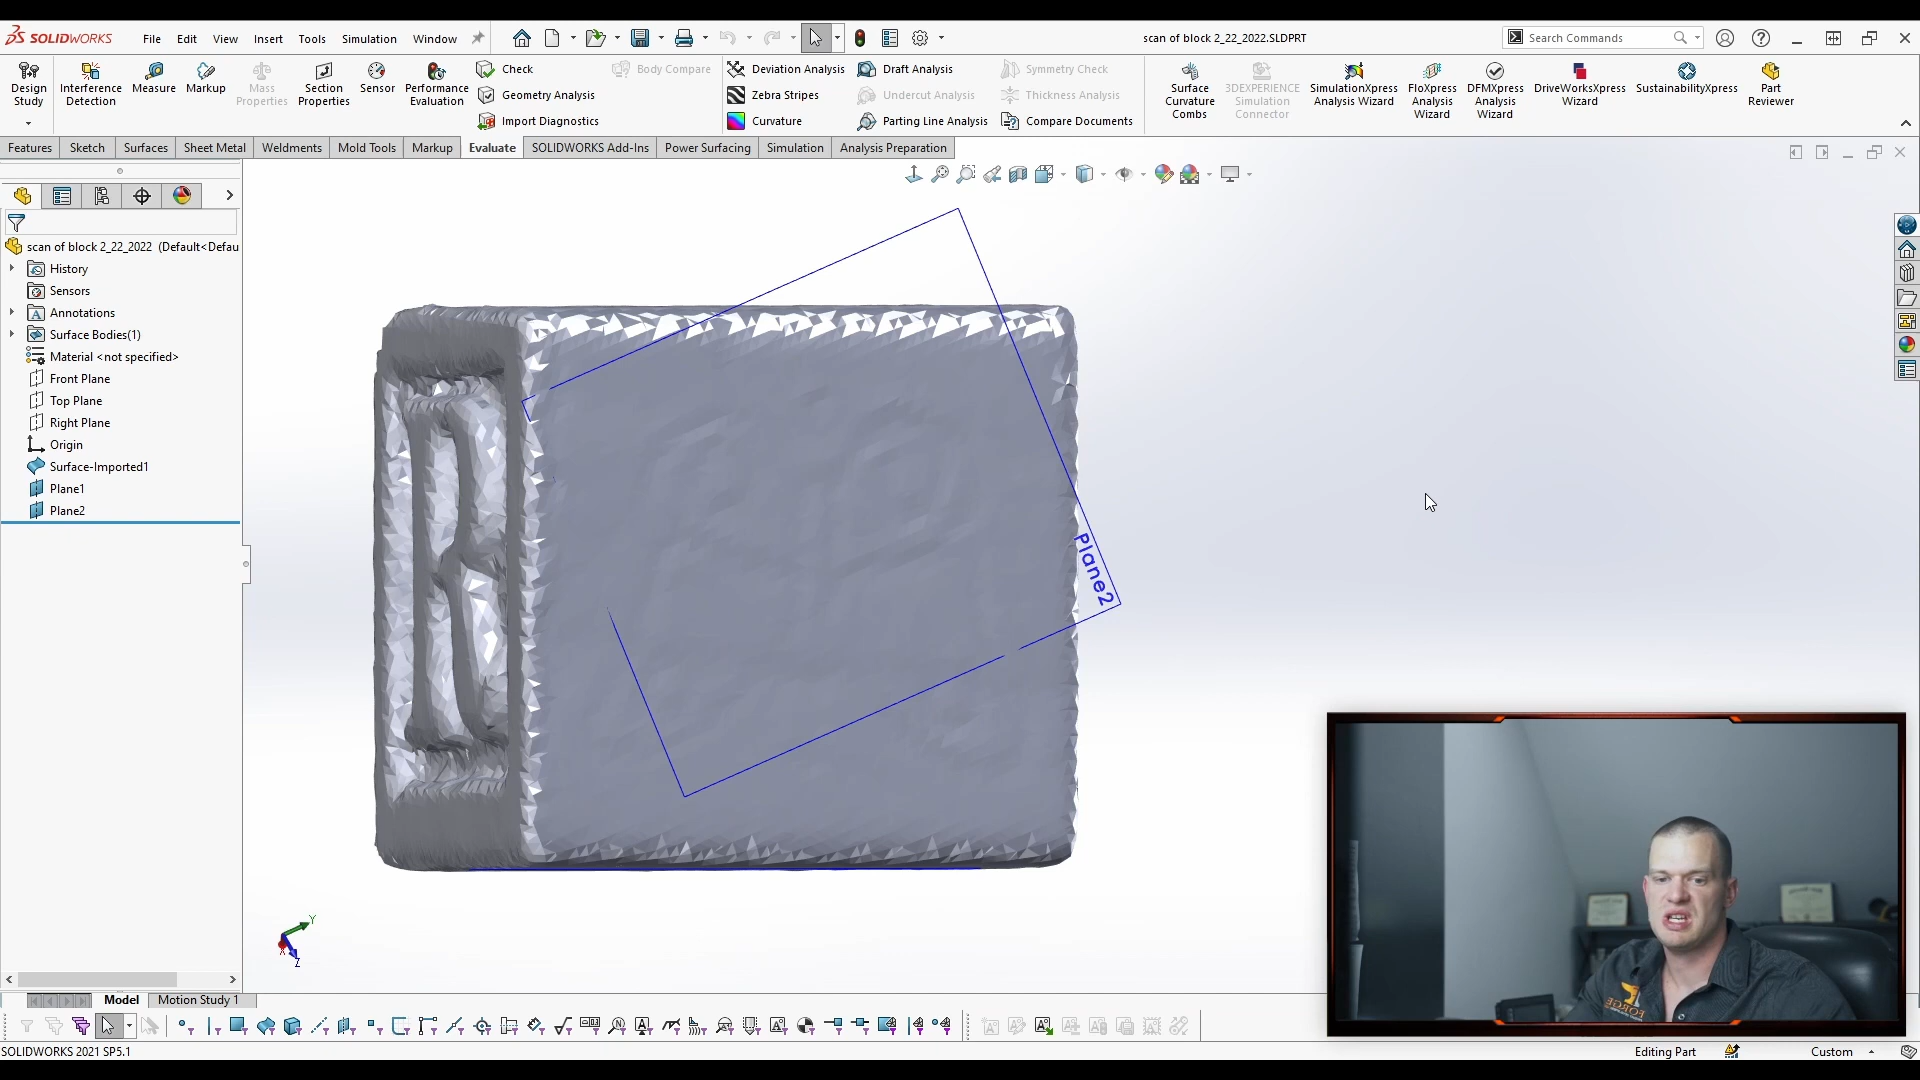 SOLIDWORKS File Edit View Insert Tools Simulation Window scan of block 2_22_2022.SLDPRT Search Commands
Design Study
Interference Detection
Measure
Markup
Mass Properties
Section Properties
Sensor
Performance Evaluation
Check
Geometry Analysis
Import Diagnostics
Body Compare
Deviation Analysis
Zebra Stripes
Curvature
Draft Analysis
Undercut Analysis
Parting Line Analysis
Symmetry Check
Thickness Analysis
Compare Documents
Surface Curvature Combs
3DEXPERIENCE Simulation Connector
SimulationXpress Analysis Wizard
FloXpress Analysis Wizard
DFMXpress Analysis Wizard
DriveWorksXpress Wizard
SustainabilityXpress
Part Reviewer
Features Sketch Surfaces Sheet Metal Weldments Mold Tools Markup Evaluate SOLIDWORKS Add-Ins Power Surfacing Simulation Analysis Preparation
scan of block 2_22_2022 (Default<Defau
History
Sensors
Annotations
Surface Bodies(1)
Material <not specified>
Front Plane
Top Plane
Right Plane
Origin
Surface-Imported1
Plane1
Plane2
Plane2
Y
X
Z
Model Motion Study 1
SOLIDWORKS 2021 SP5.1 Editing Part Custom